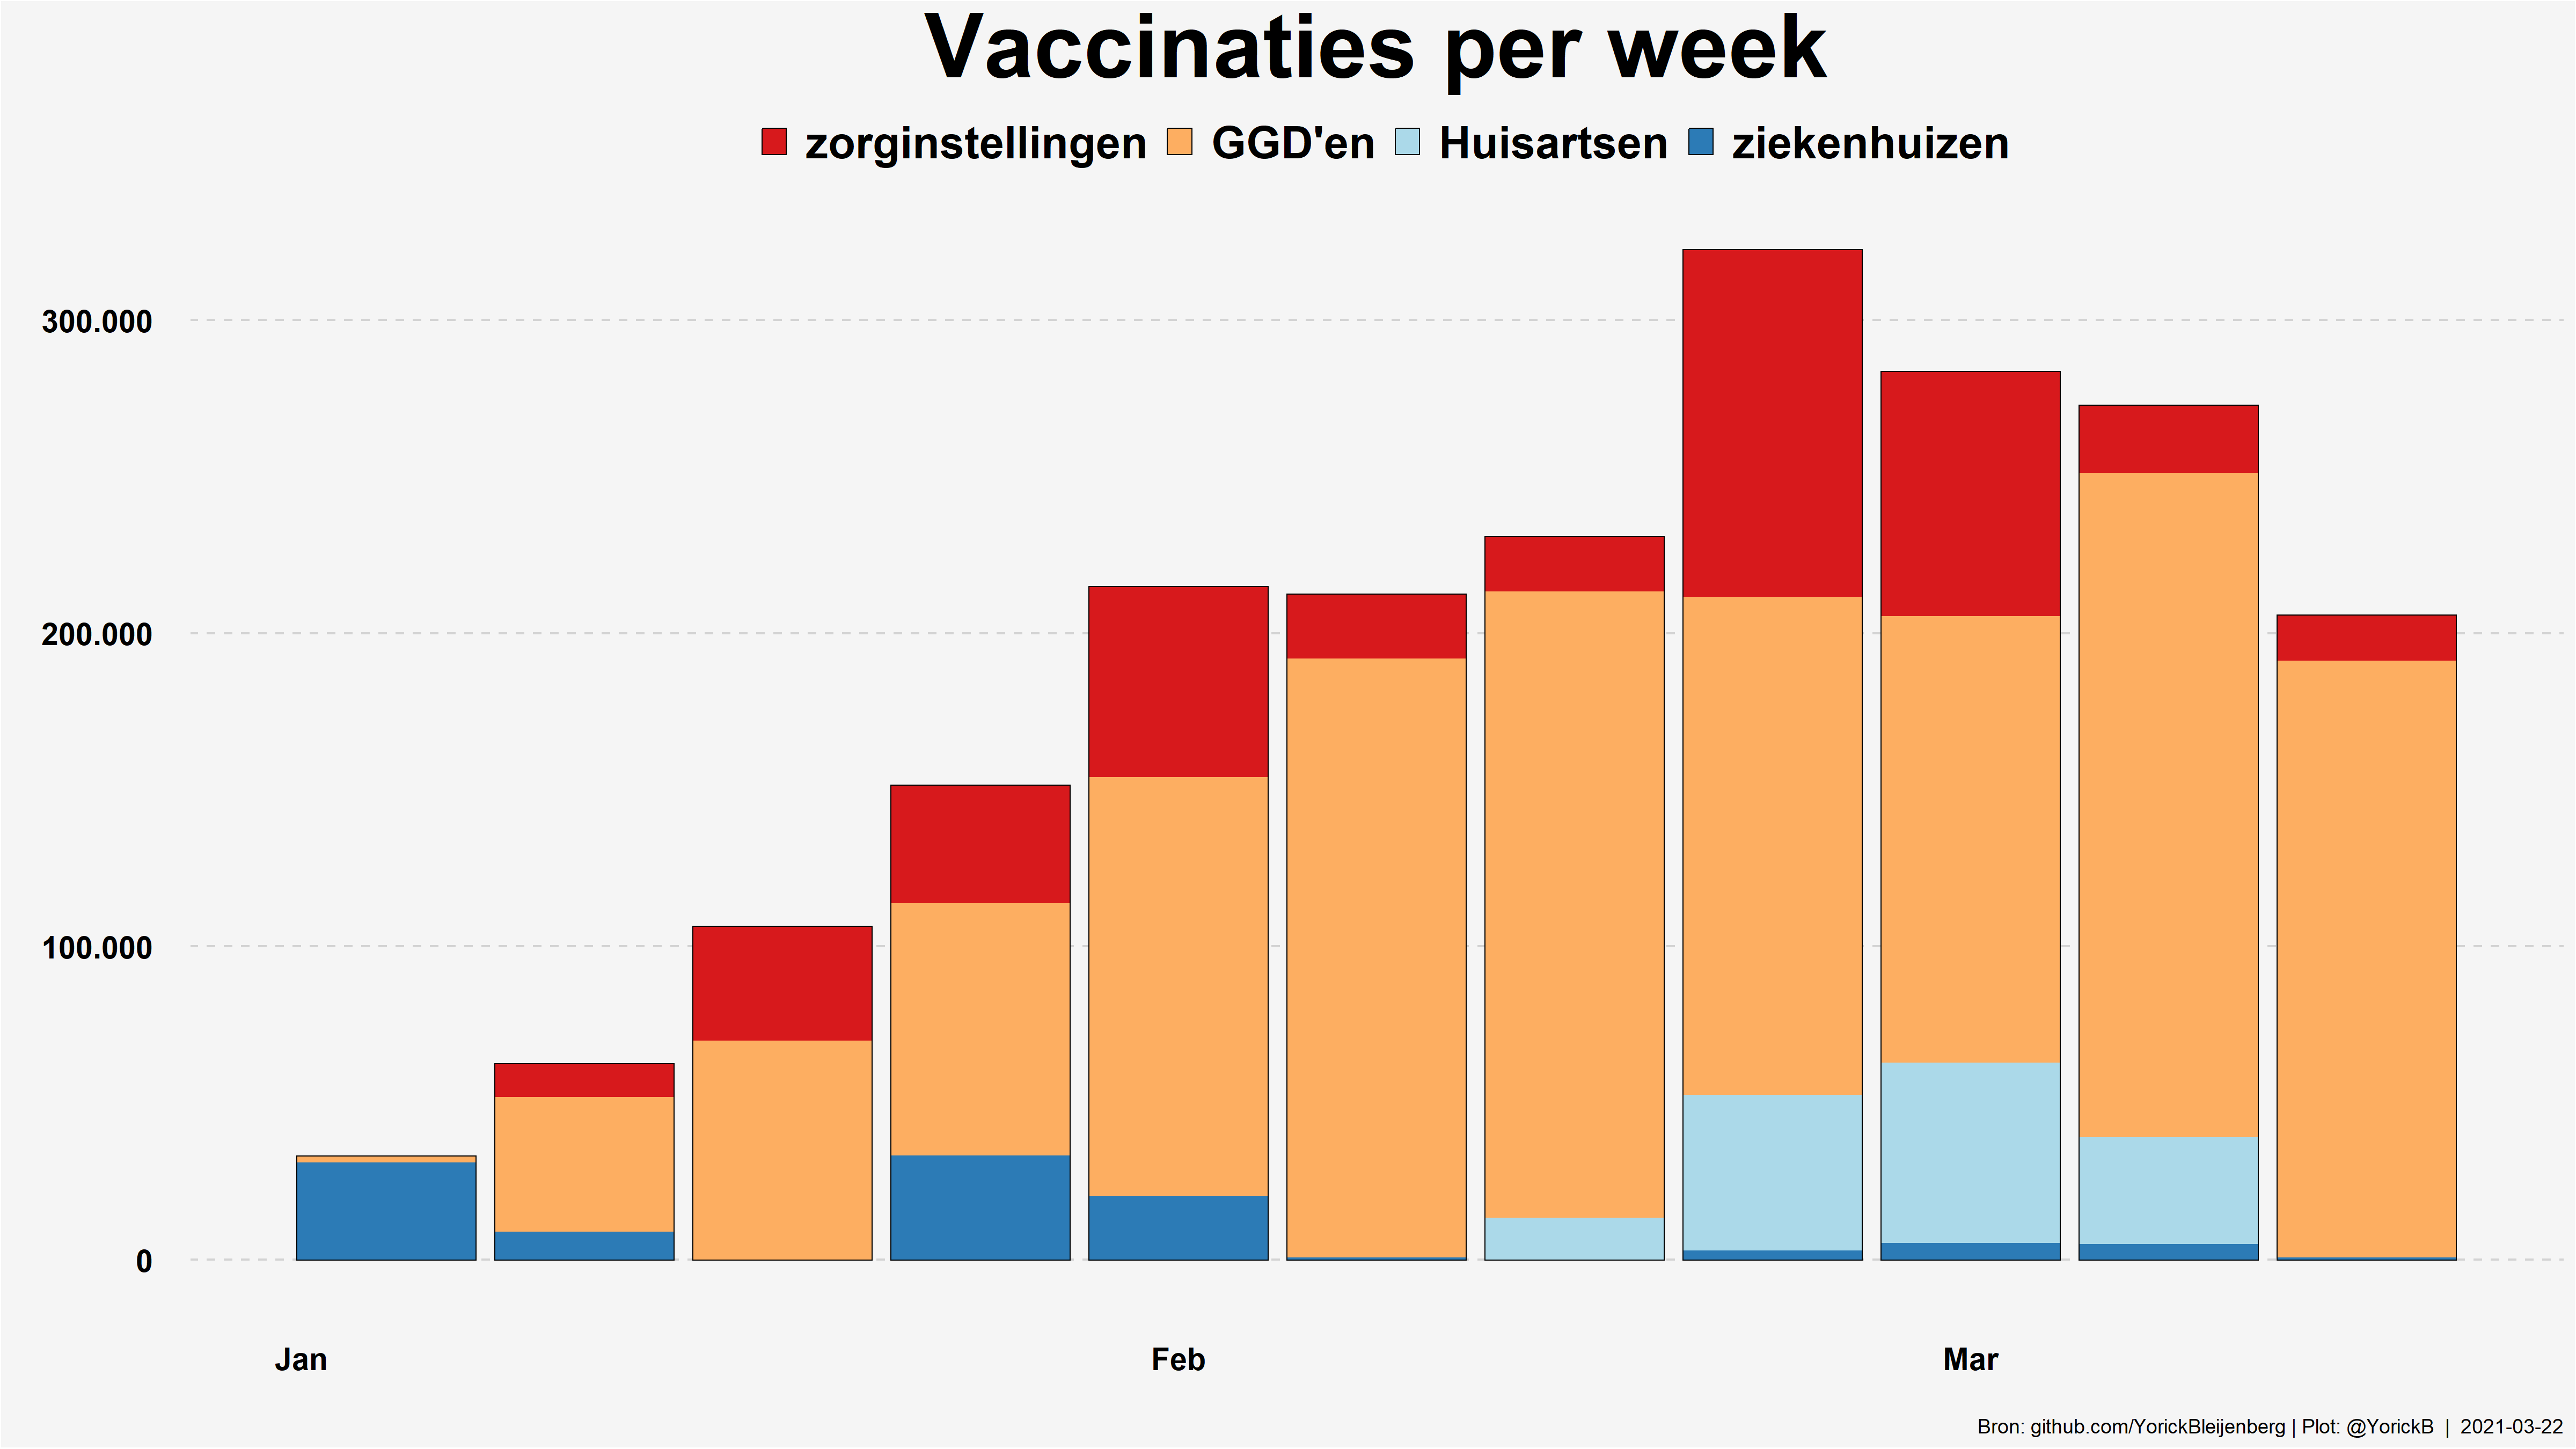 Vaccinaties per week
zorginstellingen GGD'en Huisartsen ziekenhuizen
300.000
200.000
100.000
0
Jan Feb Mar
Bron: github.com/YorickBleijenberg | Plot: @YorickB | 2021-03-22